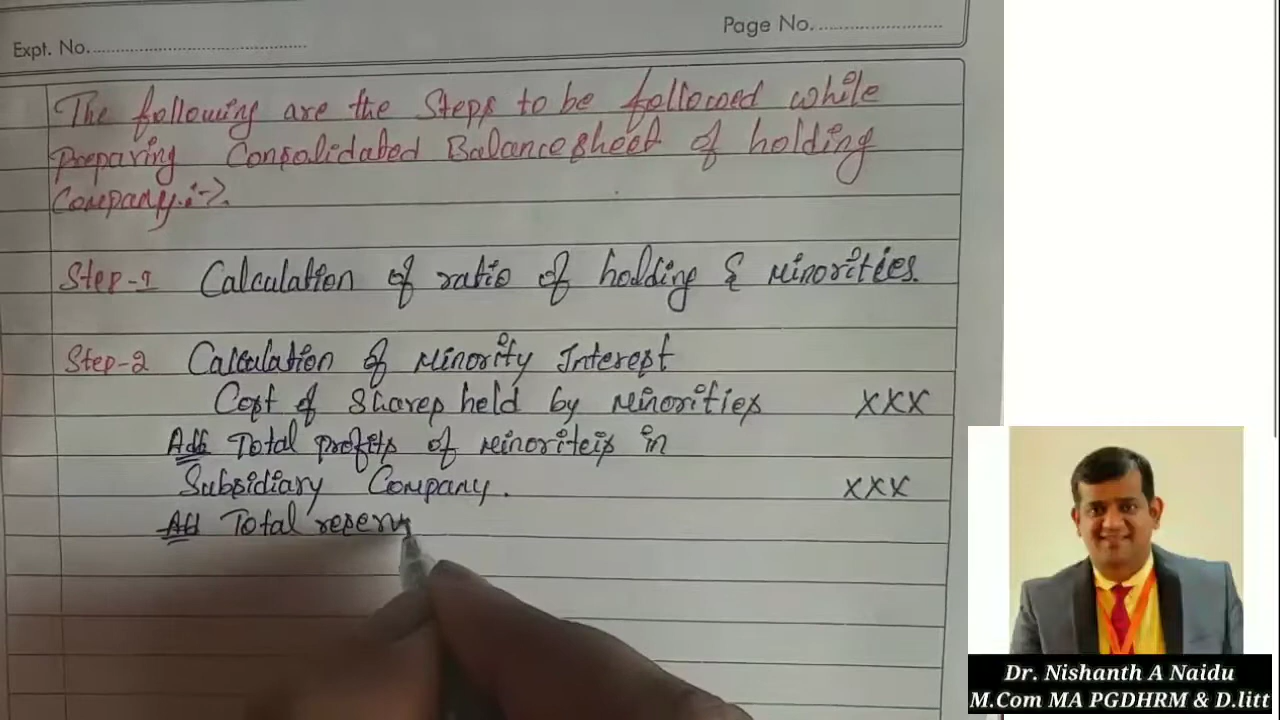 Expt. No.
Page No.
The following are the Steps to be followed while
Preparing Consolidated Balance sheet of holding
Company :->.
Step-1 Calculation of ratio of holding & Minorities.
Step-2 Calculation of Minority Interest
Cost of Shares held by Minorities XXX
Add Total profits of Minorities in
Subsidiary Company. XXX
Add Total reserv
Dr. Nishanth A Naidu
M.Com MA PGDHRM & D.litt